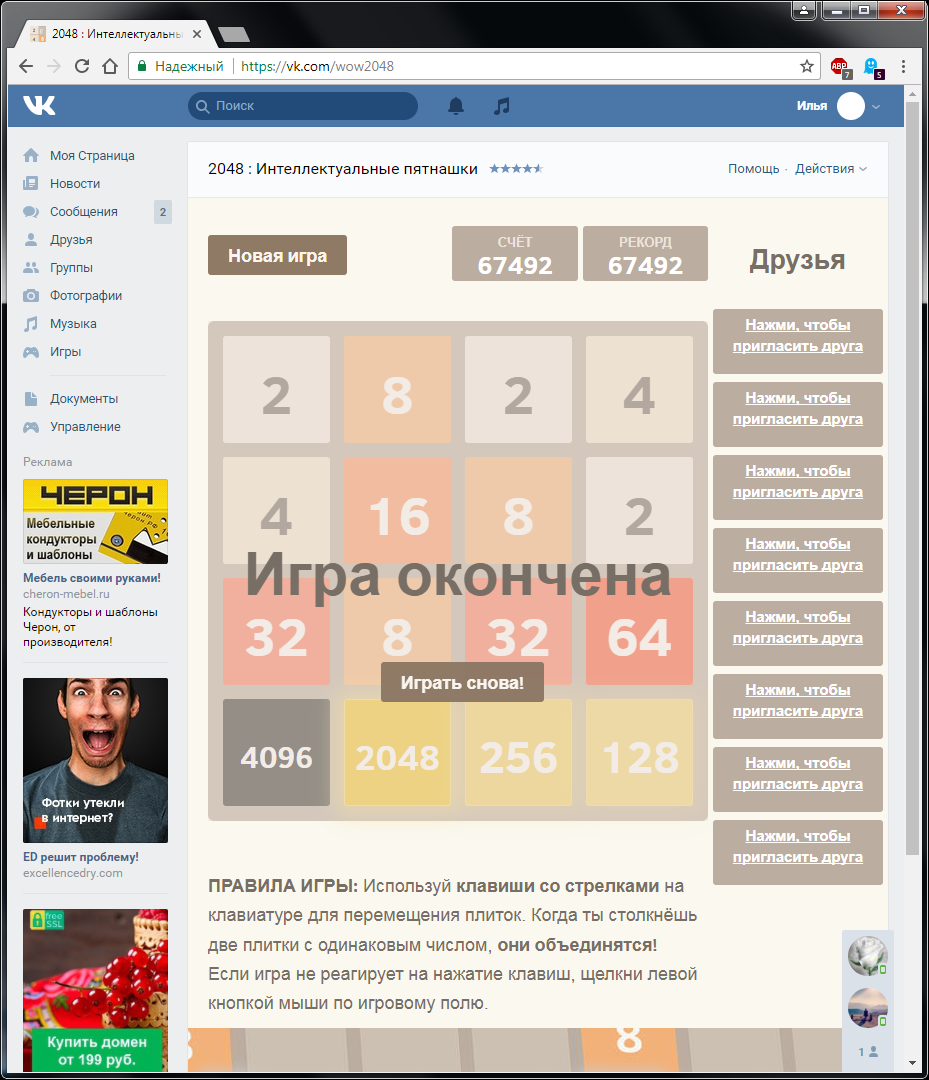 2048 : Интеллектуальны
Надежный https://vk.com/wow2048
ABP
7
5
Поиск
Илья
Моя Страница
Новости
Сообщения 2
Друзья
Группы
Фотографии
Музыка
Игры
Документы
Управление
Реклама
ЧЕРОН
Мебельные
кондукторы
и шаблоны
Мебель своими руками!
cheron-mebel.ru
Кондукторы и шаблоны
Черон, от
производителя!
Фотки утекли
в интернет?
ED решит проблему!
excellencedry.com
free
SSL
Купить домен
от 199 руб.
2048 : Интеллектуальные пятнашки
Помощь · Действия
Новая игра
СЧЁТ
67492
РЕКОРД
67492
2 8 2 4
4 16 8 2
Игра окончена
32 8 32 64
Играть снова!
4096 2048 256 128
Друзья
Нажми, чтобы
пригласить друга
Нажми, чтобы
пригласить друга
Нажми, чтобы
пригласить друга
Нажми, чтобы
пригласить друга
Нажми, чтобы
пригласить друга
Нажми, чтобы
пригласить друга
Нажми, чтобы
пригласить друга
Нажми, чтобы
пригласить друга
ПРАВИЛА ИГРЫ: Используй клавиши со стрелками на
клавиатуре для перемещения плиток. Когда ты столкнёшь
две плитки с одинаковым числом, они объединятся!
Если игра не реагирует на нажатие клавиш, щелкни левой
кнопкой мыши по игровому полю.
8 8
1